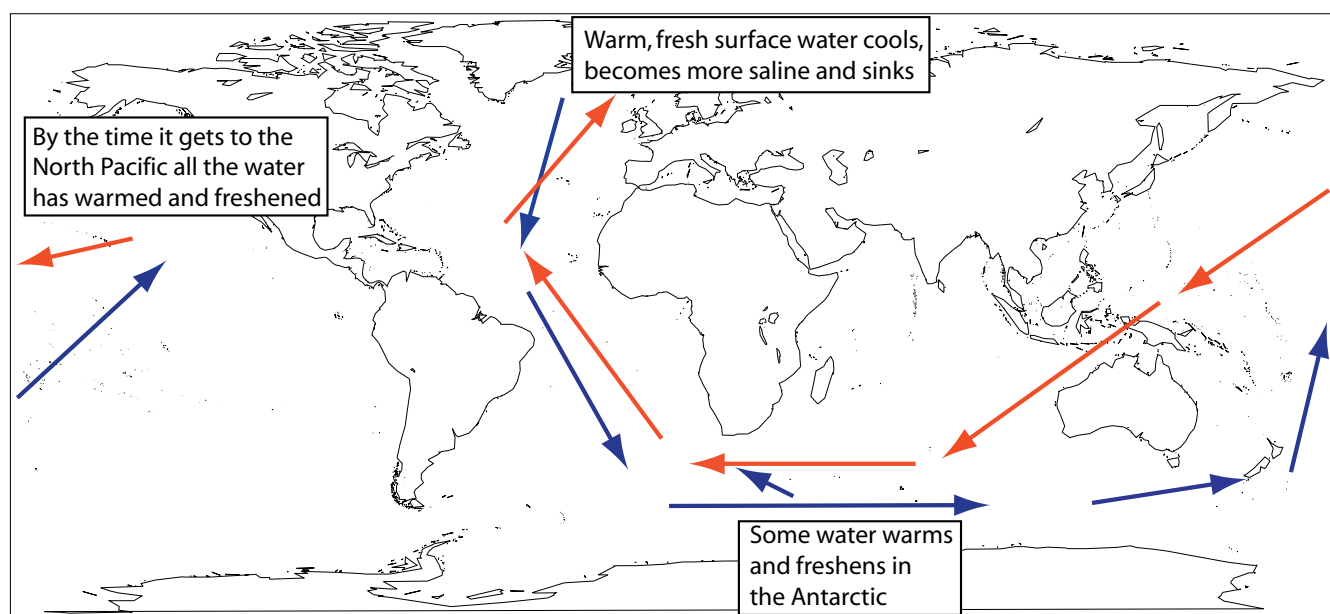 Warm, fresh surface water cools,
becomes more saline and sinks
By the time it gets to the
North Pacific all the water
has warmed and freshened
Some water warms
and freshens in
the Antarctic